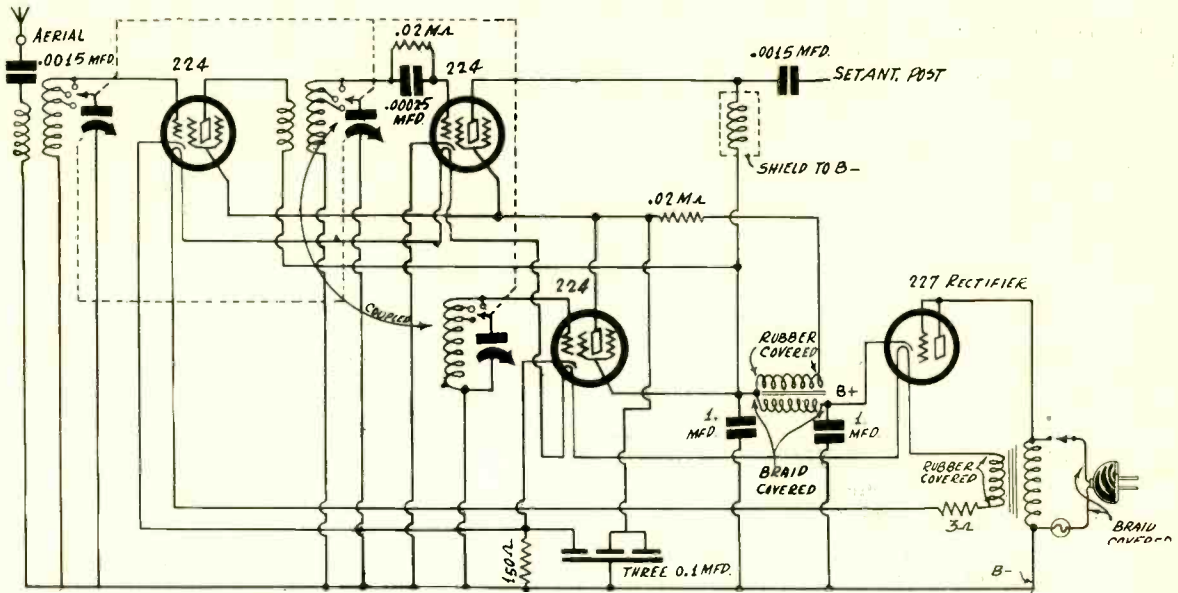 AERIAL
.0015 MFD.
224
.02 MΩ
.00025
MFD.
224
.0015 MFD.
SET ANT. POST
SHIELD TO B-
.02 MΩ
COUPLED
224
227 RECTIFIER
RUBBER
COVERED
B+
1.
MFD.
1
MFD.
BRAID
COVERED
RUBBER
COVERED
3Ω
BRAID
COVERED
150Ω
THREE 0.1 MFD.
B-